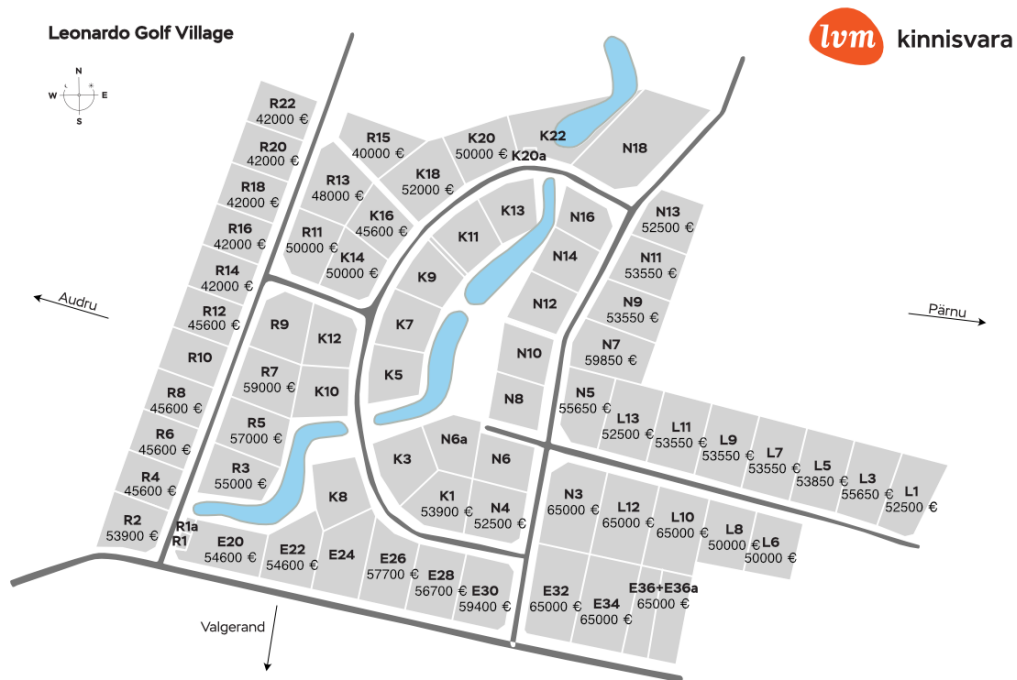 Leonardo Golf Village
lvm kinnisvara
N
W E
S
R22
42000 €
R20
42000 €
R18
42000 €
R16
42000 €
R14
42000 €
R12
45600 €
R10
R8
45600 €
R6
45600 €
R4
45600 €
R2
53900 €
R15
40000 €
R13
48000 €
R11
50000 €
K20
50000 €
K22
K20a
K18
52000 €
K16
45600 €
K14
50000 €
N18
K13
K11
K9
K7
K5
N16
N14
N12
N10
N8
N13
52500 €
N11
53550 €
N9
53550 €
N7
59850 €
N5
55650 €
Audru
Pärnu
R9
K12
R7
59000 €
K10
R5
57000 €
R3
55000 €
R1a
R1
K8
K3
N6a
N6
K1
53900 €
N4
52500 €
L13
52500 €
L11
53550 €
L9
53550 €
L7
53550 €
L5
53850 €
L3
55650 €
L1
52500 €
N3
65000 €
L12
65000 €
L10
65000 €
L8
50000 €
L6
50000 €
E20
54600 €
E22
54600 €
E24
E26
57700 €
E28
56700 €
E30
59400 €
E32
65000 €
E34
65000 €
E36+E36a
65000 €
Valgerand